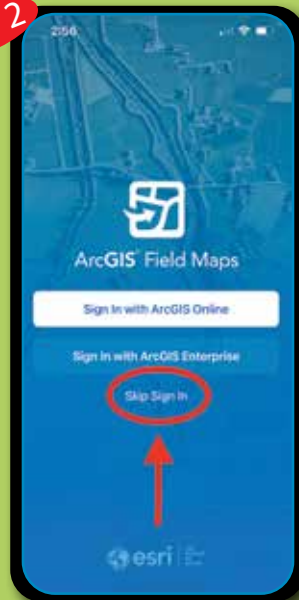 2
2:56
ArcGIS Field Maps
Sign In with ArcGIS Online
Sign In with ArcGIS Enterprise
Skip Sign In
esri